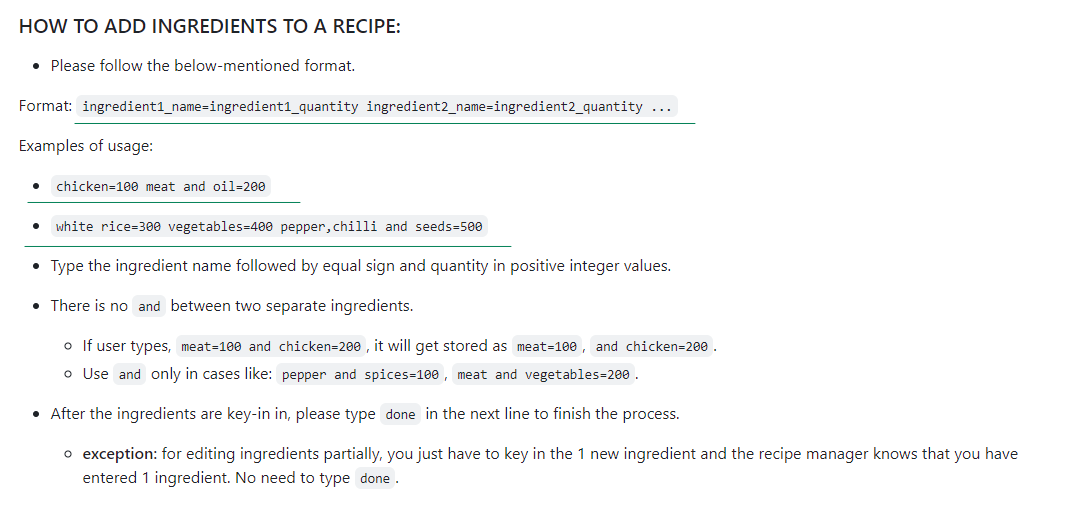 HOW TO ADD INGREDIENTS TO A RECIPE:
• Please follow the below-mentioned format.
Format: ingredient1_name=ingredient1_quantity ingredient2_name=ingredient2_quantity ...
Examples of usage:
• chicken=100 meat and oil=200
• white rice=300 vegetables=400 pepper,chilli and seeds=500
• Type the ingredient name followed by equal sign and quantity in positive integer values.
• There is no and between two separate ingredients.
○ If user types, meat=100 and chicken=200, it will get stored as meat=100, and chicken=200.
○ Use and only in cases like: pepper and spices=100, meat and vegetables=200.
• After the ingredients are key-in in, please type done in the next line to finish the process.
○ exception: for editing ingredients partially, you just have to key in the 1 new ingredient and the recipe manager knows that you have
entered 1 ingredient. No need to type done.